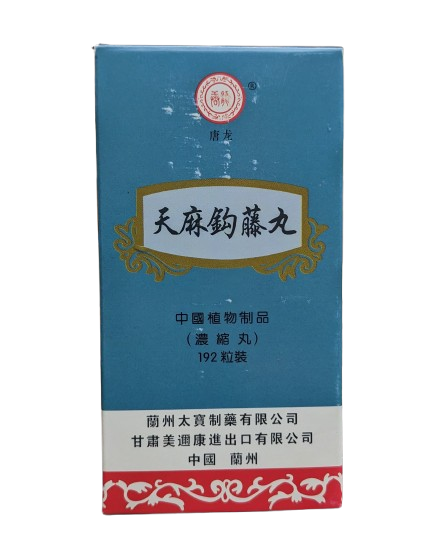 唐龙
天麻鈎藤丸
中國植物制品
(濃縮丸)
192粒裝
蘭州太寶制藥有限公司
甘肅美邇康進出口有限公司
中國 蘭州